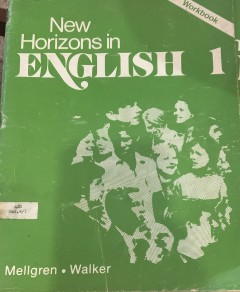 Workbook
New
Horizons in
ENGLISH 1
Mellgren • Walker